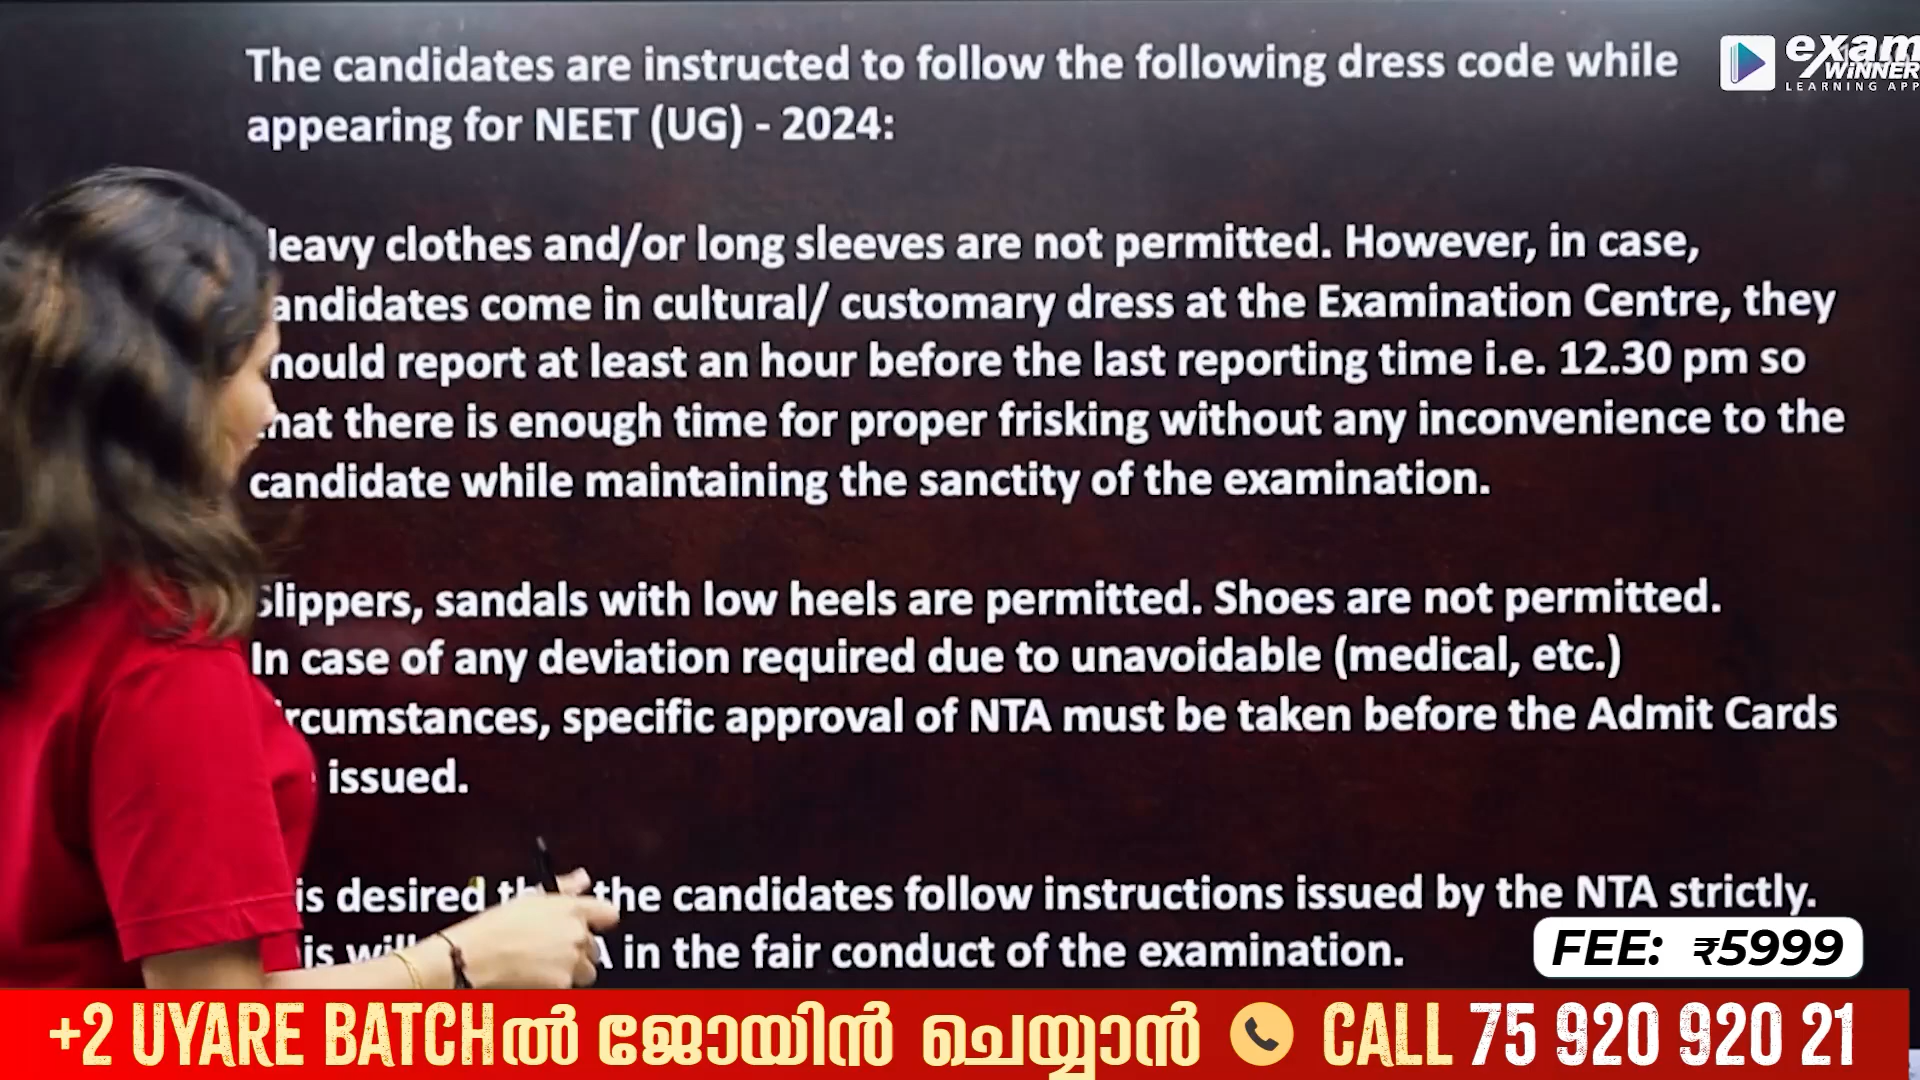 The candidates are instructed to follow the following dress code while
appearing for NEET (UG) - 2024:
exam
WiNNER
LEARNING APP
clothes and/or long sleeves are not permitted. However, in case,
come in cultural/ customary dress at the Examination Centre, they
report at least an hour before the last reporting time i.e. 12.30 pm so
there is enough time for proper frisking without any inconvenience to the
candidate while maintaining the sanctity of the examination.
Slippers, sandals with low heels are permitted. Shoes are not permitted.
In case of any deviation required due to unavoidable (medical, etc.)
specific approval of NTA must be taken before the Admit Cards
issued.
is desired the candidates follow instructions issued by the NTA strictly.
in the fair conduct of the examination.
FEE: ₹5999
+2 UYARE BATCHൽ ജോയിൻ ചെയ്യാൻ CALL 75 920 920 21